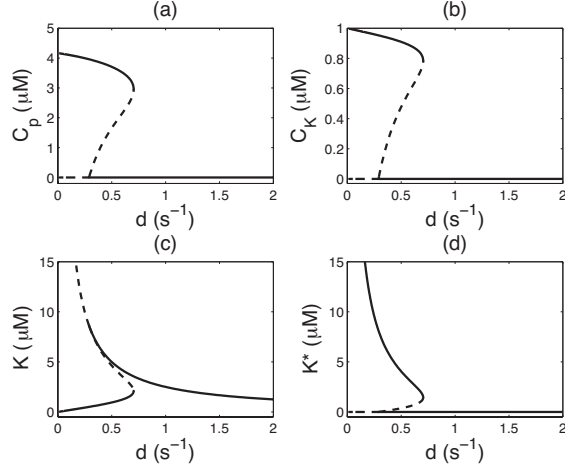 (a)
5
4
3
2
1
0
C_p (μM)
0 0.5 1 1.5 2
d (s⁻¹)
(b)
1
0.8
0.6
0.4
0.2
0
C_K (μM)
0 0.5 1 1.5 2
d (s⁻¹)
(c)
15
10
5
0
K (μM)
0 0.5 1 1.5 2
d (s⁻¹)
(d)
15
10
5
0
K* (μM)
0 0.5 1 1.5 2
d (s⁻¹)